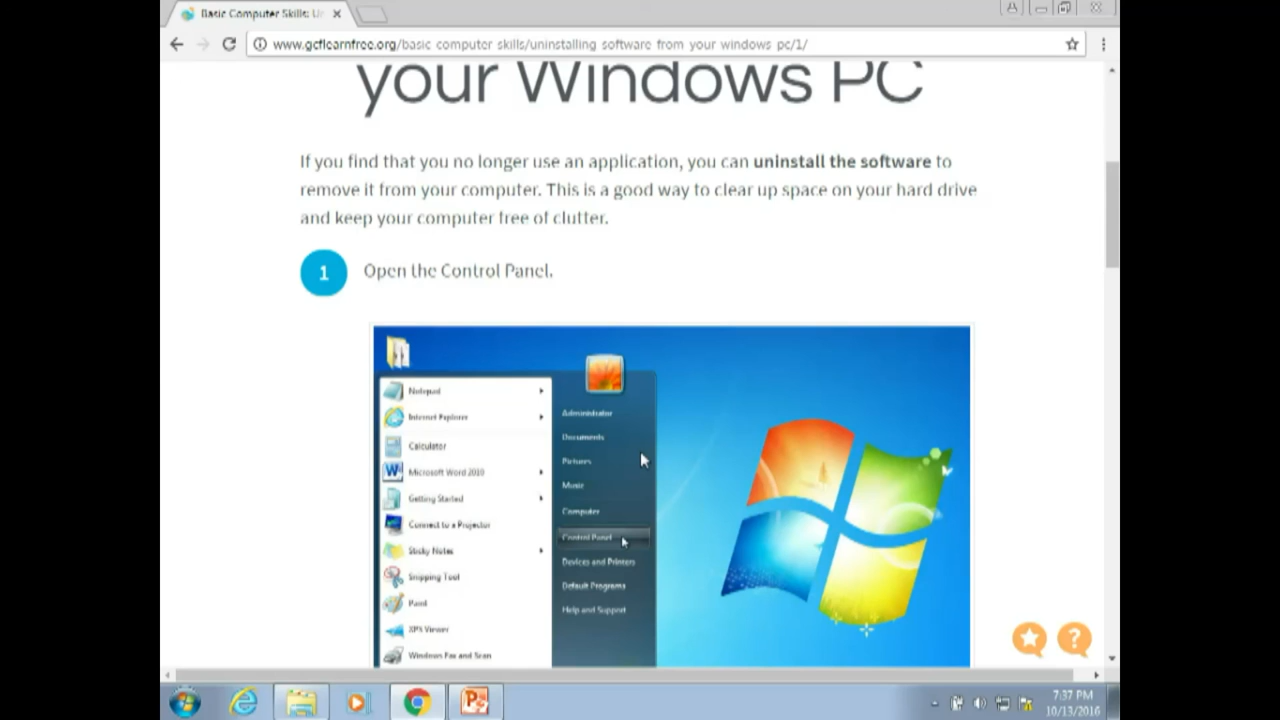 Basic Computer Skills: U
www.gcflearnfree.org/basic computer skills/uninstalling software from your windows pc/1/
your Windows PC
If you find that you no longer use an application, you can uninstall the software to
remove it from your computer. This is a good way to clear up space on your hard drive
and keep your computer free of clutter.
1 Open the Control Panel.
Notepad
Internet Explorer
Calculator
Microsoft Word 2010
Getting Started
Connect to a Projector
Sticky Notes
Snipping Tool
Paint
XPS Viewer
Windows Fax and Scan
Administrator
Documents
Pictures
Music
Computer
Control Panel
Devices and Printers
Default Programs
Help and Support
7:37 PM
10/13/2016